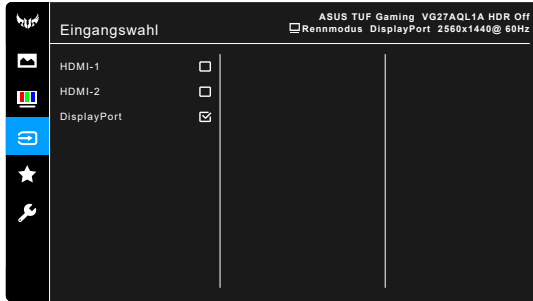 Eingangswahl
ASUS TUF Gaming VG27AQL1A HDR Off
Rennmodus DisplayPort 2560x1440@ 60Hz
HDMI-1
HDMI-2
DisplayPort